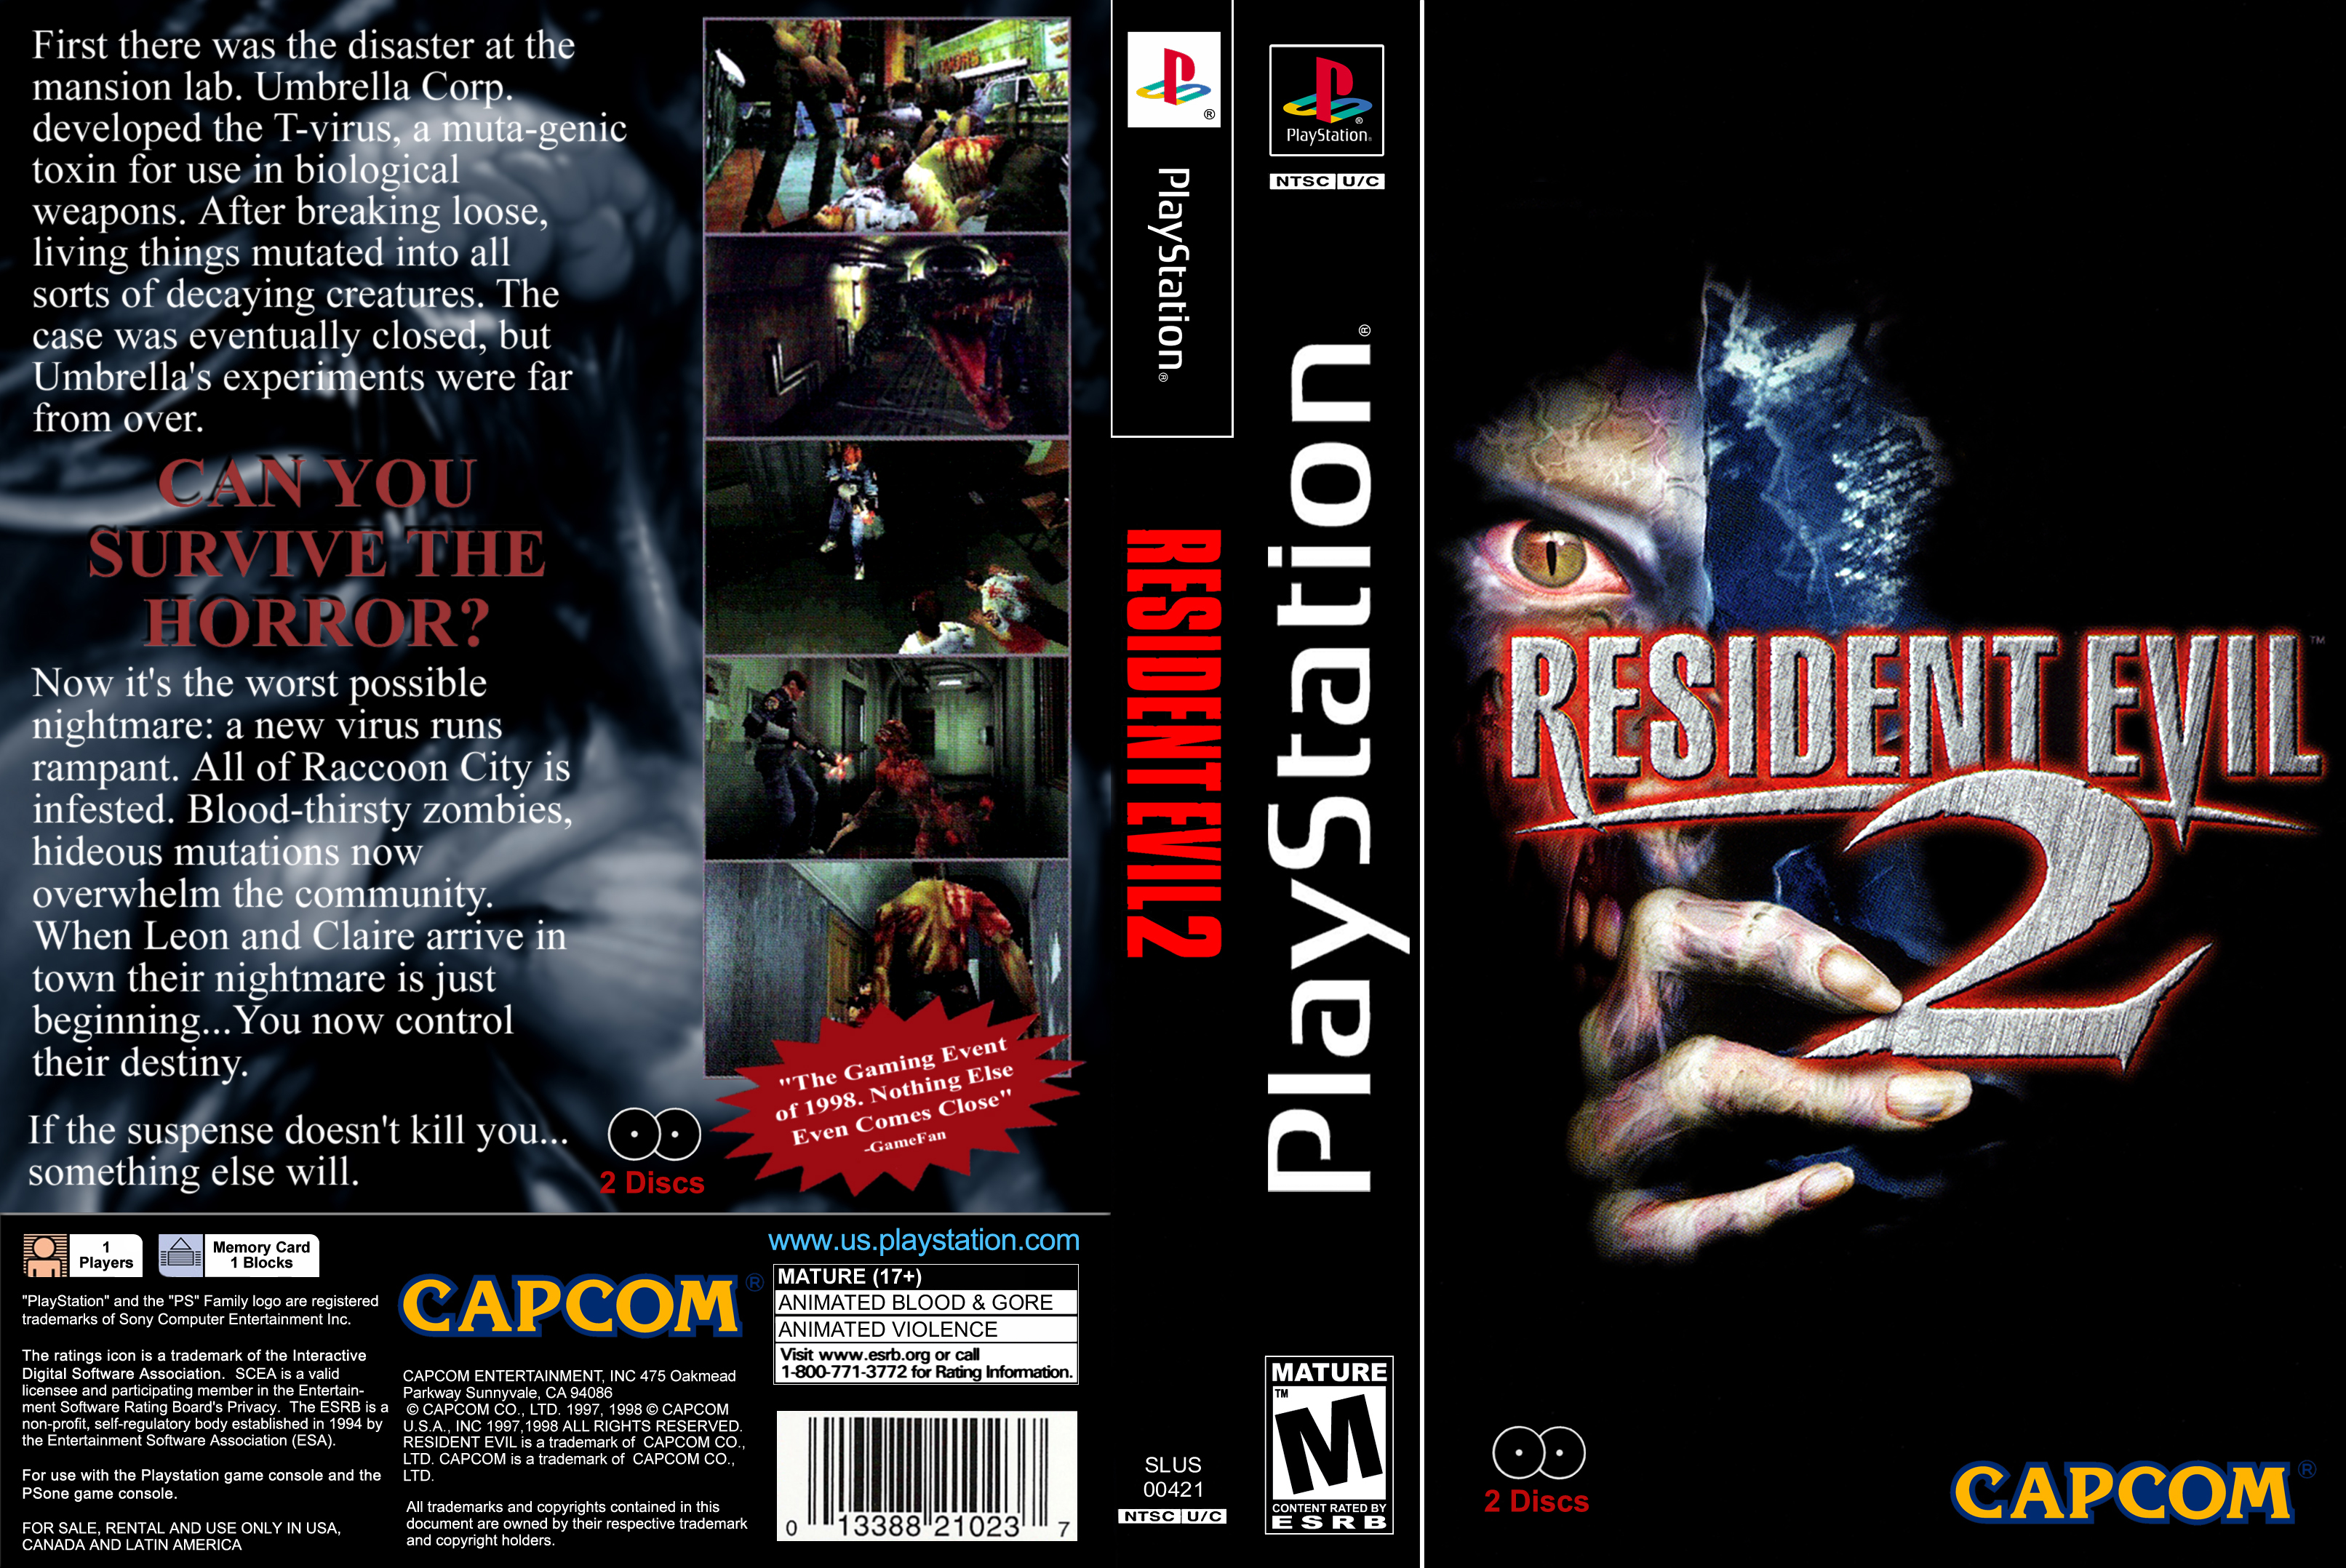 First there was the disaster at the
mansion lab. Umbrella Corp.
developed the T-virus, a muta-genic
toxin for use in biological
weapons. After breaking loose,
living things mutated into all
sorts of decaying creatures. The
case was eventually closed, but
Umbrella's experiments were far
from over.
CAN YOU
SURVIVE THE
HORROR?
Now it's the worst possible
nightmare: a new virus runs
rampant. All of Raccoon City is
infested. Blood-thirsty zombies,
hideous mutations now
overwhelm the community.
When Leon and Claire arrive in
town their nightmare is just
beginning...You now control
their destiny.
If the suspense doesn't kill you...
something else will.
2 Discs
"The Gaming Event
of 1998. Nothing Else
Even Comes Close"
-GameFan
1
Players
Memory Card
1 Blocks
"PlayStation" and the "PS" Family logo are registered
trademarks of Sony Computer Entertainment Inc.
The ratings icon is a trademark of the Interactive
Digital Software Association. SCEA is a valid
licensee and participating member in the Entertain-
ment Software Rating Board's Privacy. The ESRB is a
non-profit, self-regulatory body established in 1994 by
the Entertainment Software Association (ESA).
For use with the Playstation game console and the
PSone game console.
FOR SALE, RENTAL AND USE ONLY IN USA,
CANADA AND LATIN AMERICA
CAPCOM®
CAPCOM ENTERTAINMENT, INC 475 Oakmead
Parkway Sunnyvale, CA 94086
© CAPCOM CO., LTD. 1997, 1998 © CAPCOM
U.S.A., INC 1997,1998 ALL RIGHTS RESERVED.
RESIDENT EVIL is a trademark of CAPCOM CO.,
LTD. CAPCOM is a trademark of CAPCOM CO.,
LTD.
All trademarks and copyrights contained in this
document are owned by their respective trademark
and copyright holders.
www.us.playstation.com
MATURE (17+)
ANIMATED BLOOD & GORE
ANIMATED VIOLENCE
Visit www.esrb.org or call
1-800-771-3772 for Rating Information.
0 13388 21023 7
®
PlayStation®
RESIDENT EVIL 2
SLUS
00421
NTSC U/C
®
PlayStation®
NTSC U/C
PlayStation®
MATURE
™
M
CONTENT RATED BY
ESRB
RESIDENT EVIL™
2
2 Discs
CAPCOM®